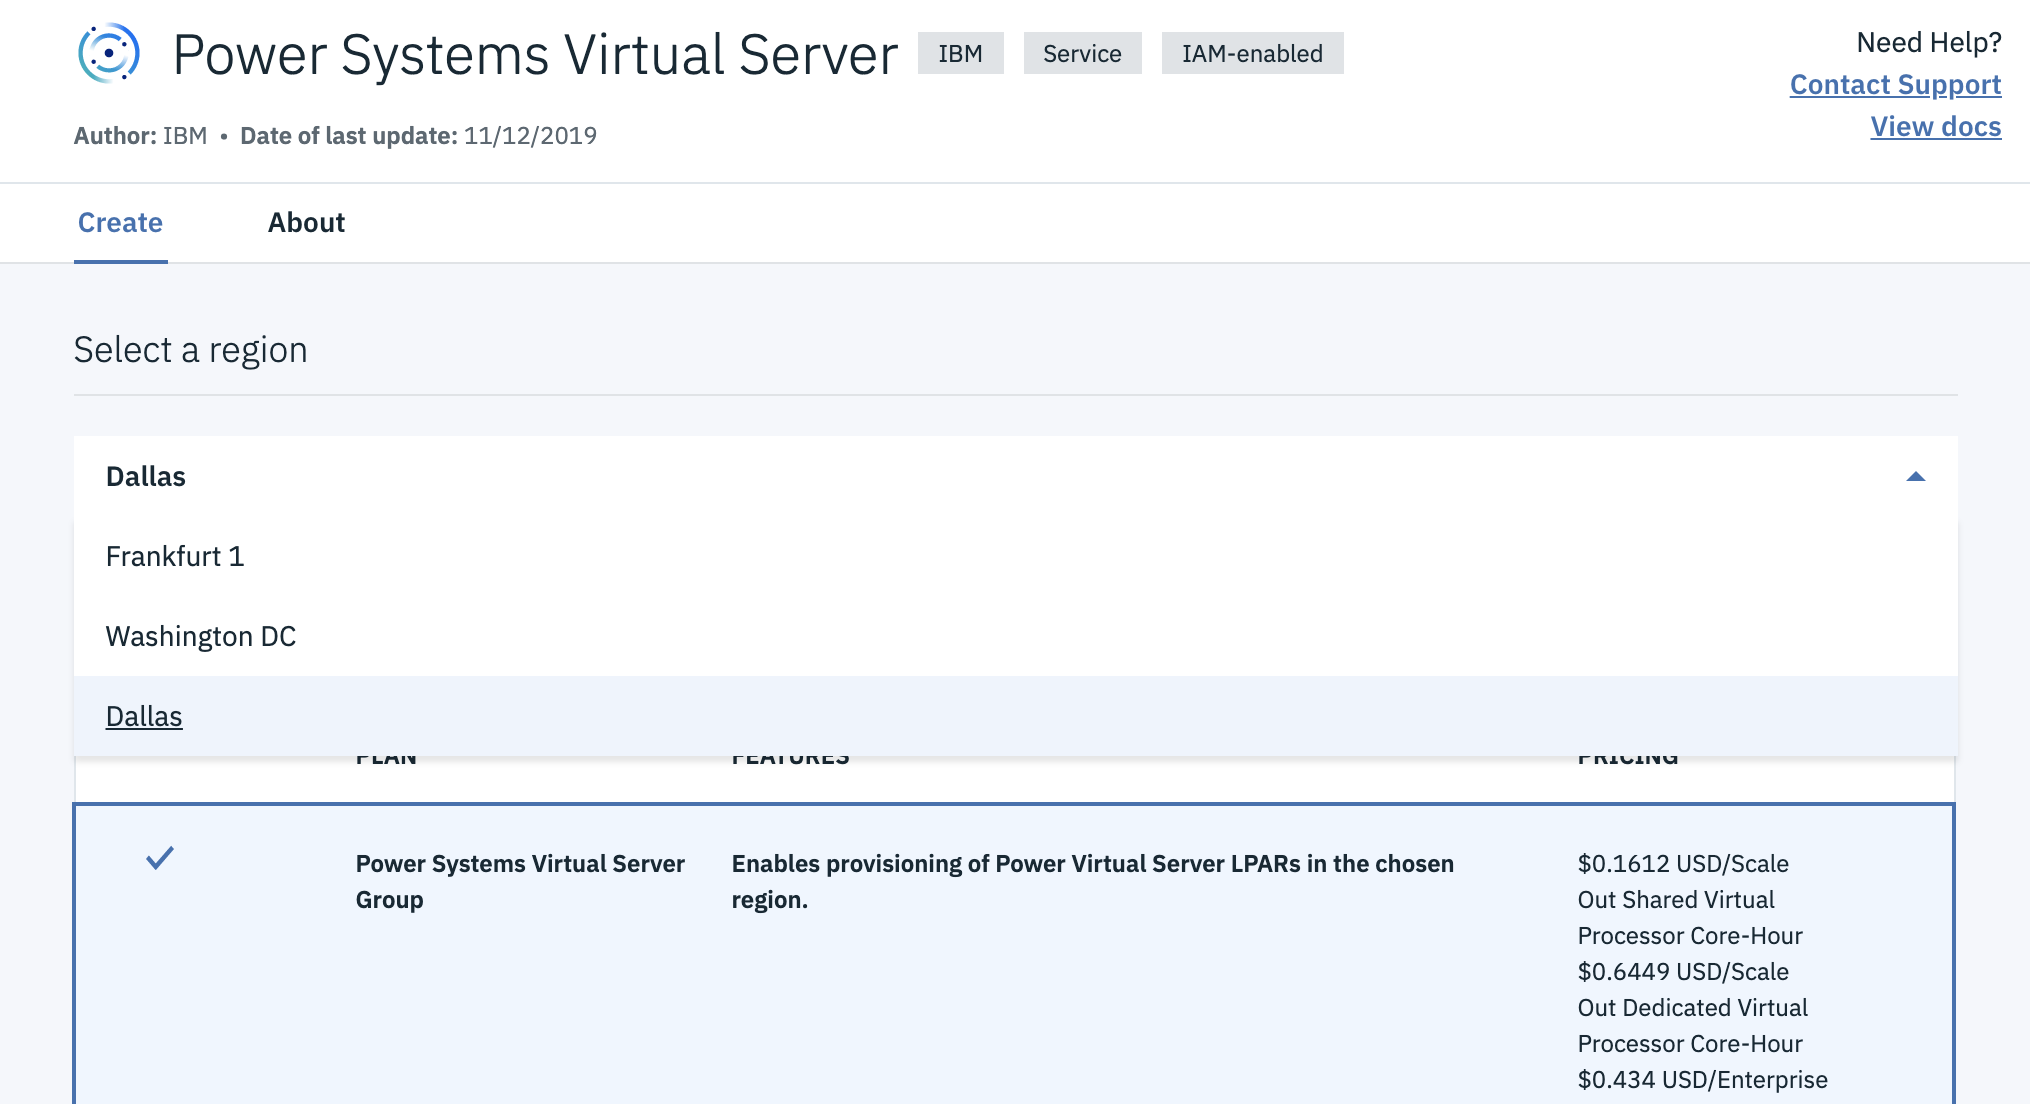 Power Systems Virtual Server IBM Service IAM-enabled
Need Help?
Contact Support
View docs
Author: IBM • Date of last update: 11/12/2019
Create About
Select a region
Dallas
Frankfurt 1
Washington DC
Dallas
PLAN FEATURES PRICING
Power Systems Virtual Server
Group
Enables provisioning of Power Virtual Server LPARs in the chosen
region.
$0.1612 USD/Scale
Out Shared Virtual
Processor Core-Hour
$0.6449 USD/Scale
Out Dedicated Virtual
Processor Core-Hour
$0.434 USD/Enterprise